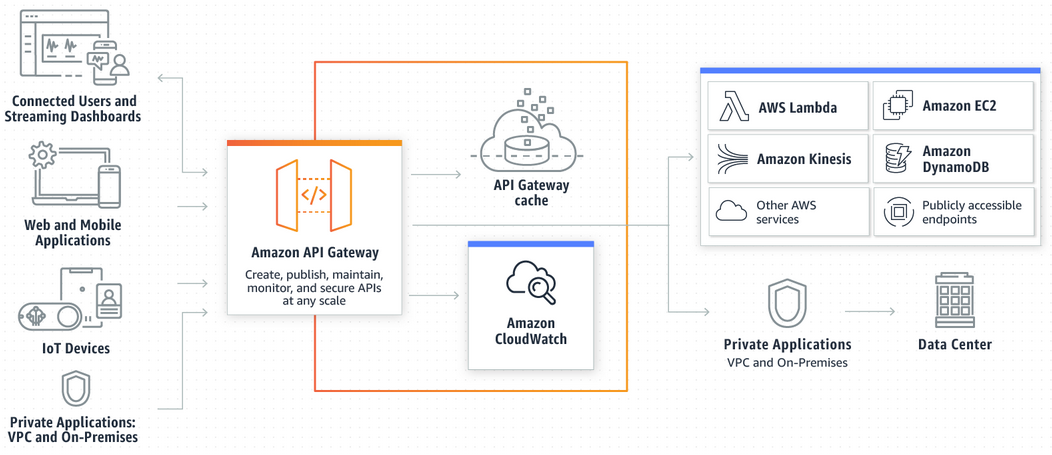 Connected Users and
Streaming Dashboards
Web and Mobile
Applications
IoT Devices
Private Applications:
VPC and On-Premises
</>
Amazon API Gateway
Create, publish, maintain,
monitor, and secure APIs
at any scale
API Gateway
cache
Amazon
CloudWatch
AWS Lambda
Amazon EC2
Amazon Kinesis
Amazon
DynamoDB
Other AWS
services
Publicly accessible
endpoints
Private Applications
VPC and On-Premises
Data Center